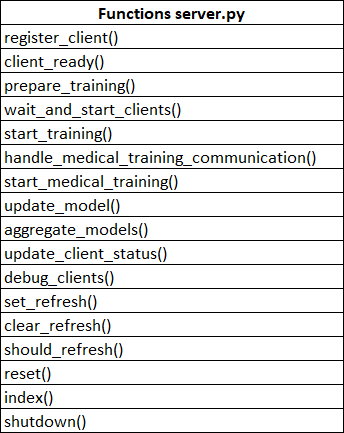 Functions server.py
register_client()
client_ready()
prepare_training()
wait_and_start_clients()
start_training()
handle_medical_training_communication()
start_medical_training()
update_model()
aggregate_models()
update_client_status()
debug_clients()
set_refresh()
clear_refresh()
should_refresh()
reset()
index()
shutdown()